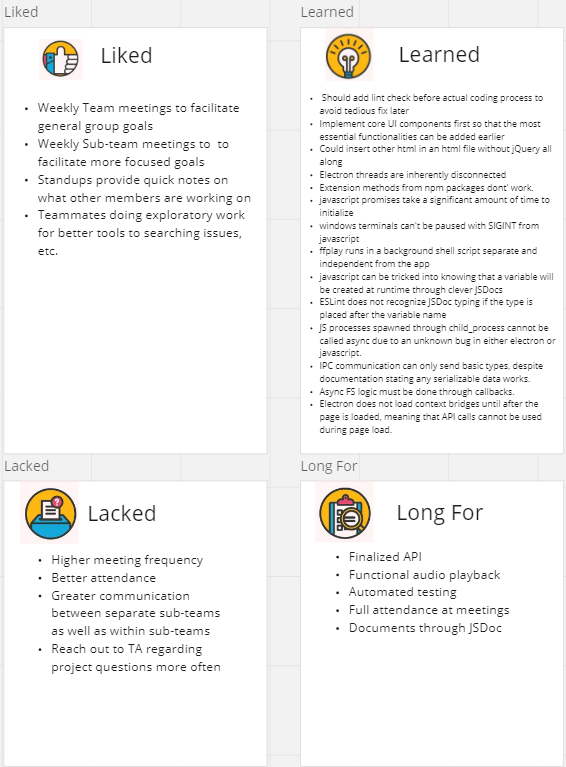 Liked
Liked
• Weekly Team meetings to facilitate
general group goals
• Weekly Sub-team meetings to  to
facilitate more focused goals
• Standups provide quick notes on
what other members are working on
• Teammates doing exploratory work
for better tools to searching issues,
etc.
Learned
Learned
• Should add lint check before actual coding process to
avoid tedious fix later
• Implement core UI components first so that the most
essential functionalities can be added earlier
• Could insert other html in an html file without jQuery all
along
• Electron threads are inherently disconnected
• Extension methods from npm packages dont' work.
• javascript promises take a significant amount of time to
initialize
• windows terminals can't be paused with SIGINT from
javascript
• ffplay runs in a background shell script separate and
independent from the app
• javascript can be tricked into knowing that a variable will
be created at runtime through clever JSDocs
• ESLint does not recognize JSDoc typing if the type is
placed after the variable name
• JS processes spawned through child_process cannot be
called async due to an unknown bug in either electron or
javascript.
• IPC communication can only send basic types, despite
documentation stating any serializable data works.
• Async FS logic must be done through callbacks.
• Electron does not load context bridges until after the
page is loaded, meaning that API calls cannot be used
during page load.
Lacked
Lacked
• Higher meeting frequency
• Better attendance
• Greater communication
between separate sub-teams
as well as within sub-teams
• Reach out to TA regarding
project questions more often
Long For
Long For
• Finalized API
• Functional audio playback
• Automated testing
• Full attendance at meetings
• Documents through JSDoc